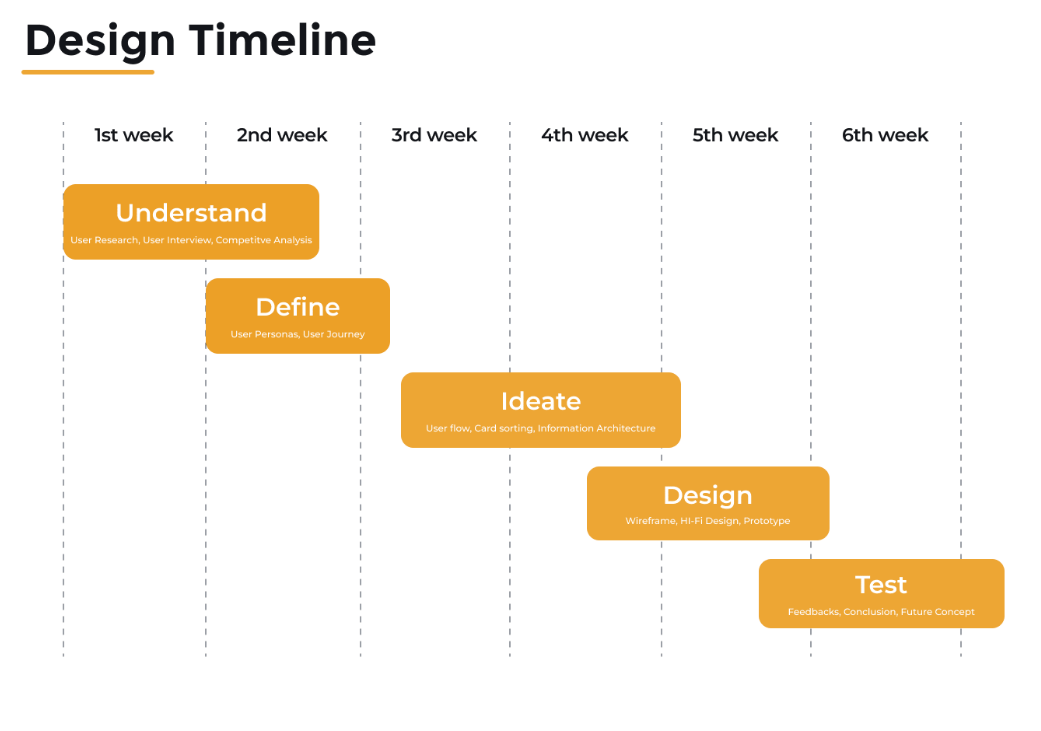 Design Timeline
1st week
2nd week
3rd week
4th week
5th week
6th week
Understand
User Research, User Interview, Competitve Analysis
Define
User Personas, User Journey
Ideate
User flow, Card sorting, Information Architecture
Design
Wireframe, HI-Fi Design, Prototype
Test
Feedbacks, Conclusion, Future Concept